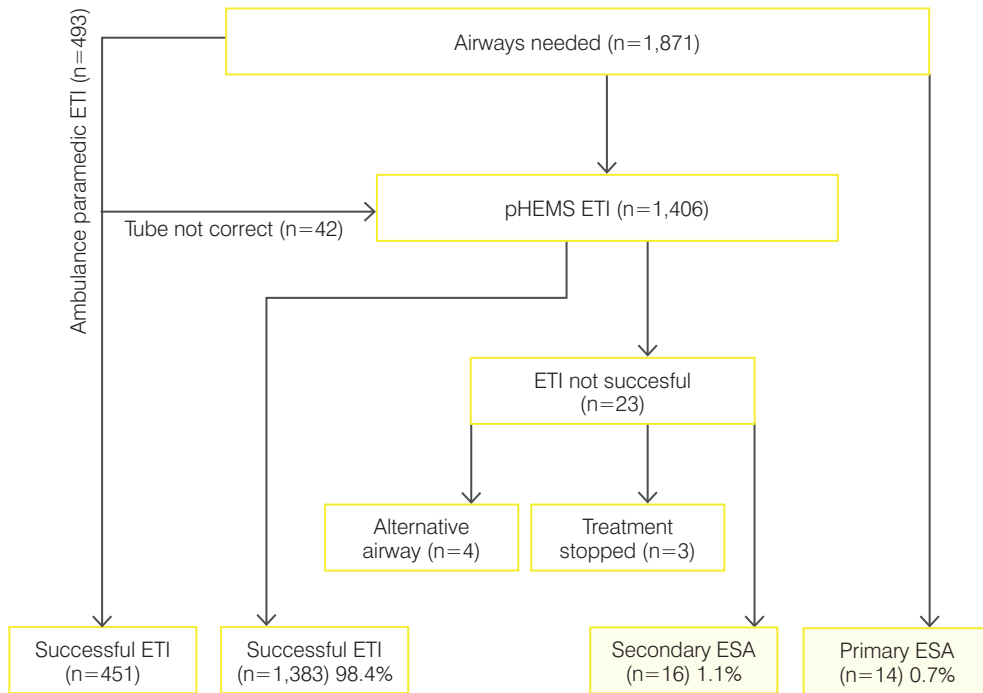 Airways needed (n=1,871)
Ambulance paramedic ETI (n=493)
pHEMS ETI (n=1,406)
Tube not correct (n=42)
ETI not succesful
(n=23)
Alternative
airway (n=4)
Treatment
stopped (n=3)
Successful ETI
(n=451)
Successful ETI
(n=1,383) 98.4%
Secondary ESA
(n=16) 1.1%
Primary ESA
(n=14) 0.7%